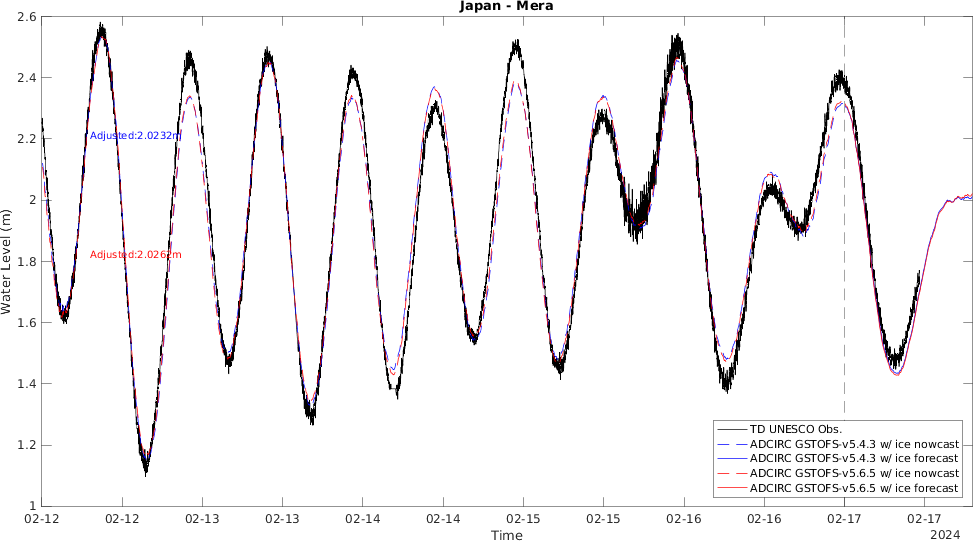 Japan - Mera
2.6
2.4
2.2
2
1.8
1.6
1.4
1.2
1
Water Level (m)
Adjusted:2.0232m
Adjusted:2.0262m
TD UNESCO Obs.
ADCIRC GSTOFS-v5.4.3 w/ ice nowcast
ADCIRC GSTOFS-v5.4.3 w/ ice forecast
ADCIRC GSTOFS-v5.6.5 w/ ice nowcast
ADCIRC GSTOFS-v5.6.5 w/ ice forecast
02-12 02-12 02-13 02-13 02-14 02-14 02-15 02-15 02-16 02-16 02-17 02-17
Time
2024